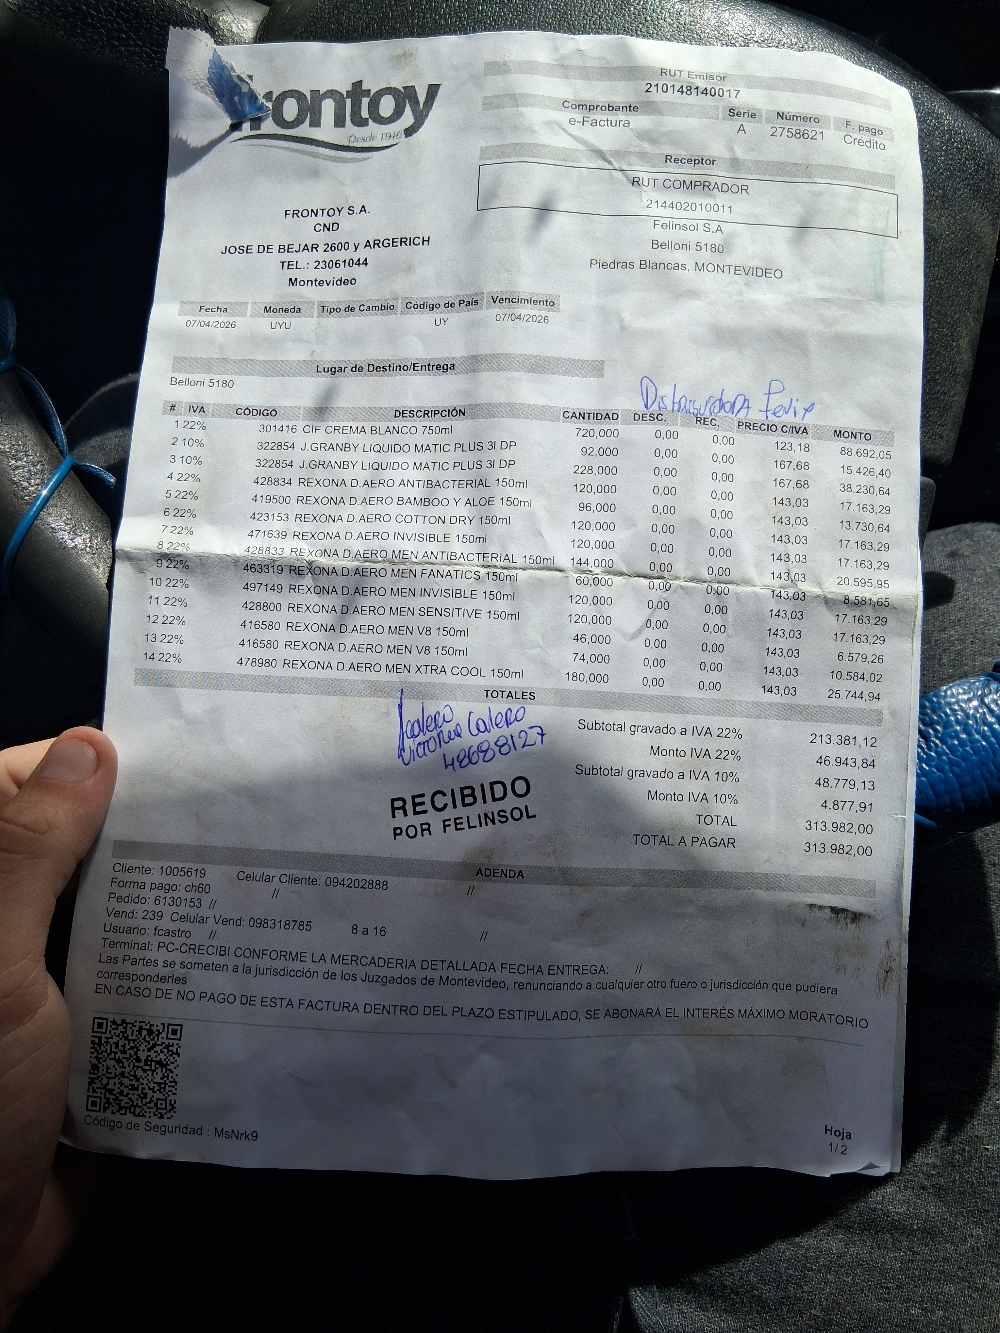 frontoy
Desde 1916
FRONTOY S.A.
CND
JOSE DE BEJAR 2600 y ARGERICH
TEL.: 23061044
Montevideo
RUT Emisor
210148140017
Comprobante Serie Número F. pago
e-Factura A 2758621 Crédito
Receptor
RUT COMPRADOR
214402010011
Felinsol S.A
Belloni 5180
Piedras Blancas, MONTEVIDEO
Fecha Moneda Tipo de Cambio Código de País Vencimiento
07/04/2026 UYU UY 07/04/2026
Lugar de Destino/Entrega
Belloni 5180
Distribuidora
# IVA CÓDIGO DESCRIPCIÓN CANTIDAD DESC. REC. PRECIO C/IVA MONTO
1 22% 301416 CIF CREMA BLANCO 750ml 720,000 0,00 0,00 123,18 88.692,05
2 10% 322854 J.GRANBY LIQUIDO MATIC PLUS 3l DP 92,000 0,00 0,00 167,68 15.426,40
3 10% 322854 J.GRANBY LIQUIDO MATIC PLUS 3l DP 228,000 0,00 0,00 167,68 38.230,64
4 22% 428834 REXONA D.AERO ANTIBACTERIAL 150ml 120,000 0,00 0,00 143,03 17.163,29
5 22% 419500 REXONA D.AERO BAMBOO Y ALOE 150ml 96,000 0,00 0,00 143,03 13.730,64
6 22% 423153 REXONA D.AERO COTTON DRY 150ml 120,000 0,00 0,00 143,03 17.163,29
7 22% 471639 REXONA D.AERO INVISIBLE 150ml 120,000 0,00 0,00 143,03 17.163,29
8 22% 428833 REXONA D.AERO MEN ANTIBACTERIAL 150ml 144,000 0,00 0,00 143,03 20.595,95
9 22% 463319 REXONA D.AERO MEN FANATICS 150ml 60,000 0,00 0,00 143,03 8.581,65
10 22% 497149 REXONA D.AERO MEN INVISIBLE 150ml 120,000 0,00 0,00 143,03 17.163,29
11 22% 428800 REXONA D.AERO MEN SENSITIVE 150ml 120,000 0,00 0,00 143,03 17.163,29
12 22% 416580 REXONA D.AERO MEN V8 150ml 46,000 0,00 0,00 143,03 6.579,26
13 22% 416580 REXONA D.AERO MEN V8 150ml 74,000 0,00 0,00 143,03 10.584,02
14 22% 478980 REXONA D.AERO MEN XTRA COOL 150ml 180,000 0,00 0,00 143,03 25.744,94
TOTALES
Subtotal gravado a IVA 22% 213.381,12
Monto IVA 22% 46.943,84
Subtotal gravado a IVA 10% 48.779,13
Monto IVA 10% 4.877,91
TOTAL 313.982,00
TOTAL A PAGAR 313.982,00
Calero
48688127
RECIBIDO
POR FELINSOL
ADENDA
Cliente: 1005619 Celular Cliente: 094202888 //
Forma pago: ch60 // //
Pedido: 6130153 //
Vend: 239 Celular Vend: 098318785 8 a 16
Usuario: fcastro // //
Terminal: PC-CRECIBI CONFORME LA MERCADERIA DETALLADA FECHA ENTREGA: //
Las Partes se someten a la jurisdicción de los Juzgados de Montevideo, renunciando a cualquier otro fuero o jurisdicción que pudiera
corresponderles
EN CASO DE NO PAGO DE ESTA FACTURA DENTRO DEL PLAZO ESTIPULADO, SE ABONARÁ EL INTERÉS MÁXIMO MORATORIO
Código de Seguridad : MsNrk9
Hoja
1/ 2